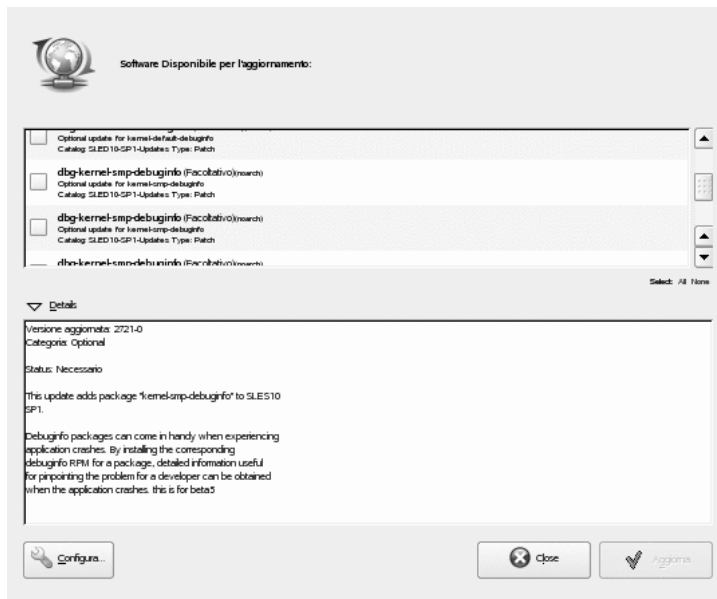 Software Disponibile per l'aggiornamento:
Optional update for kernel-default-debuginfo
Catalog: SLED10-SP1-Updates Type: Patch
dbg-kernel-smp-debuginfo (Facoltativo)(noarch)
Optional update for kernel-smp-debuginfo
Catalog: SLED10-SP1-Updates Type: Patch
dbg-kernel-smp-debuginfo (Facoltativo)(noarch)
Optional update for kernel-smp-debuginfo
Catalog: SLED10-SP1-Updates Type: Patch
dbg-kernel-smp-debuginfo (Facoltativo)(noarch)
Select: All None
Details
Versione aggiornata: 2721-0
Categoria: Optional
Status: Necessario
This update adds package "kernel-smp-debuginfo" to SLES10
SP1.
Debuginfo packages can come in handy when experiencing
application crashes. By installing the corresponding
debuginfo RPM for a package, detailed information useful
for pinpointing the problem for a developer can be obtained
when the application crashes. this is for beta5
Configura... Close Aggiorna